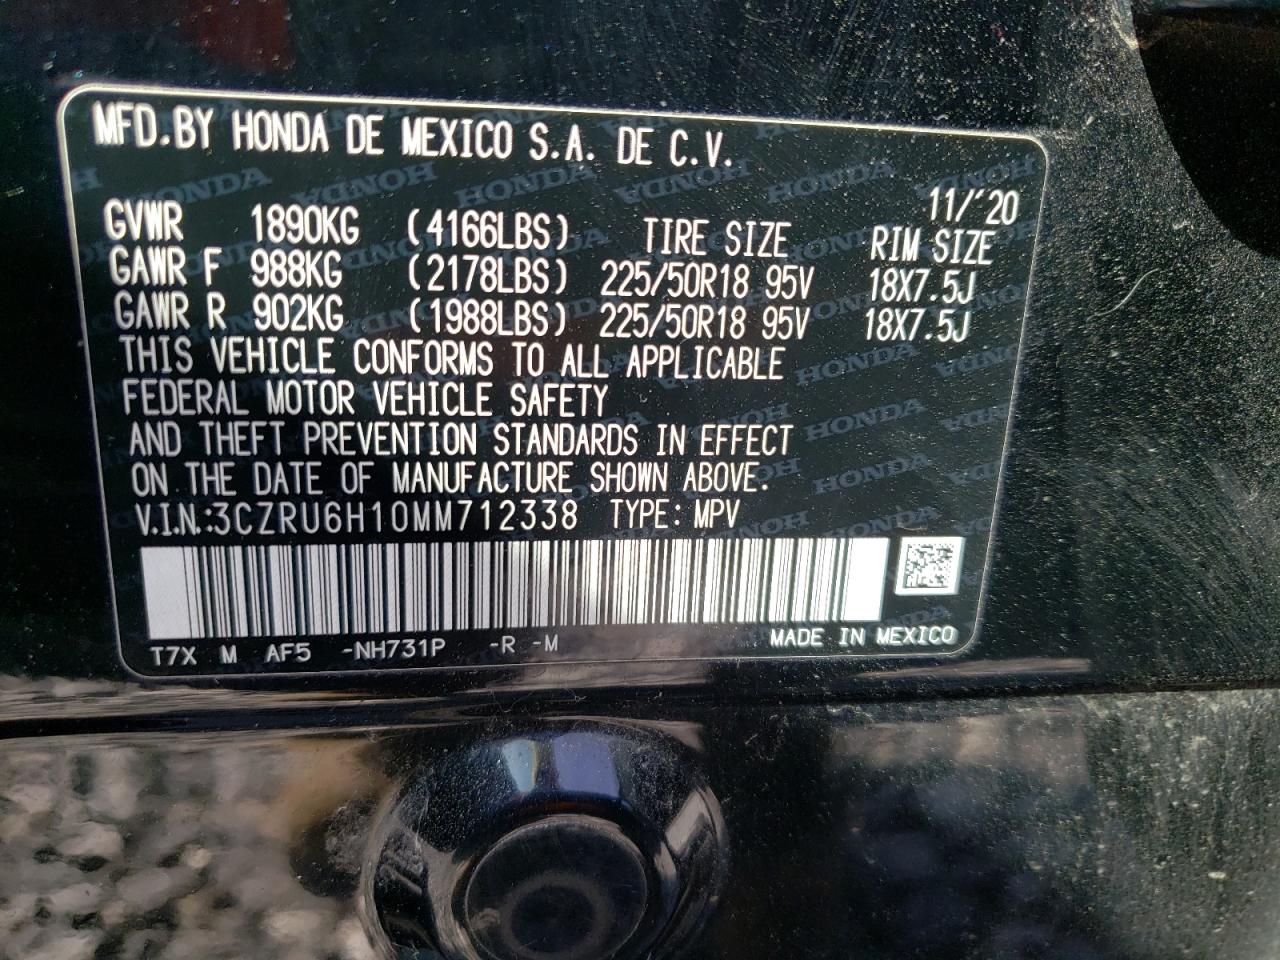 MFD.BY HONDA DE MEXICO S.A. DE C.V.
11/'20
GVWR 1890KG (4166LBS) TIRE SIZE RIM SIZE
GAWR F 988KG (2178LBS) 225/50R18 95V 18X7.5J
GAWR R 902KG (1988LBS) 225/50R18 95V 18X7.5J
THIS VEHICLE CONFORMS TO ALL APPLICABLE
FEDERAL MOTOR VEHICLE SAFETY
AND THEFT PREVENTION STANDARDS IN EFFECT
ON THE DATE OF MANUFACTURE SHOWN ABOVE.
V.I.N.:3CZRU6H10MM712338 TYPE: MPV
T7X M AF5 -NH731P -R -M MADE IN MEXICO